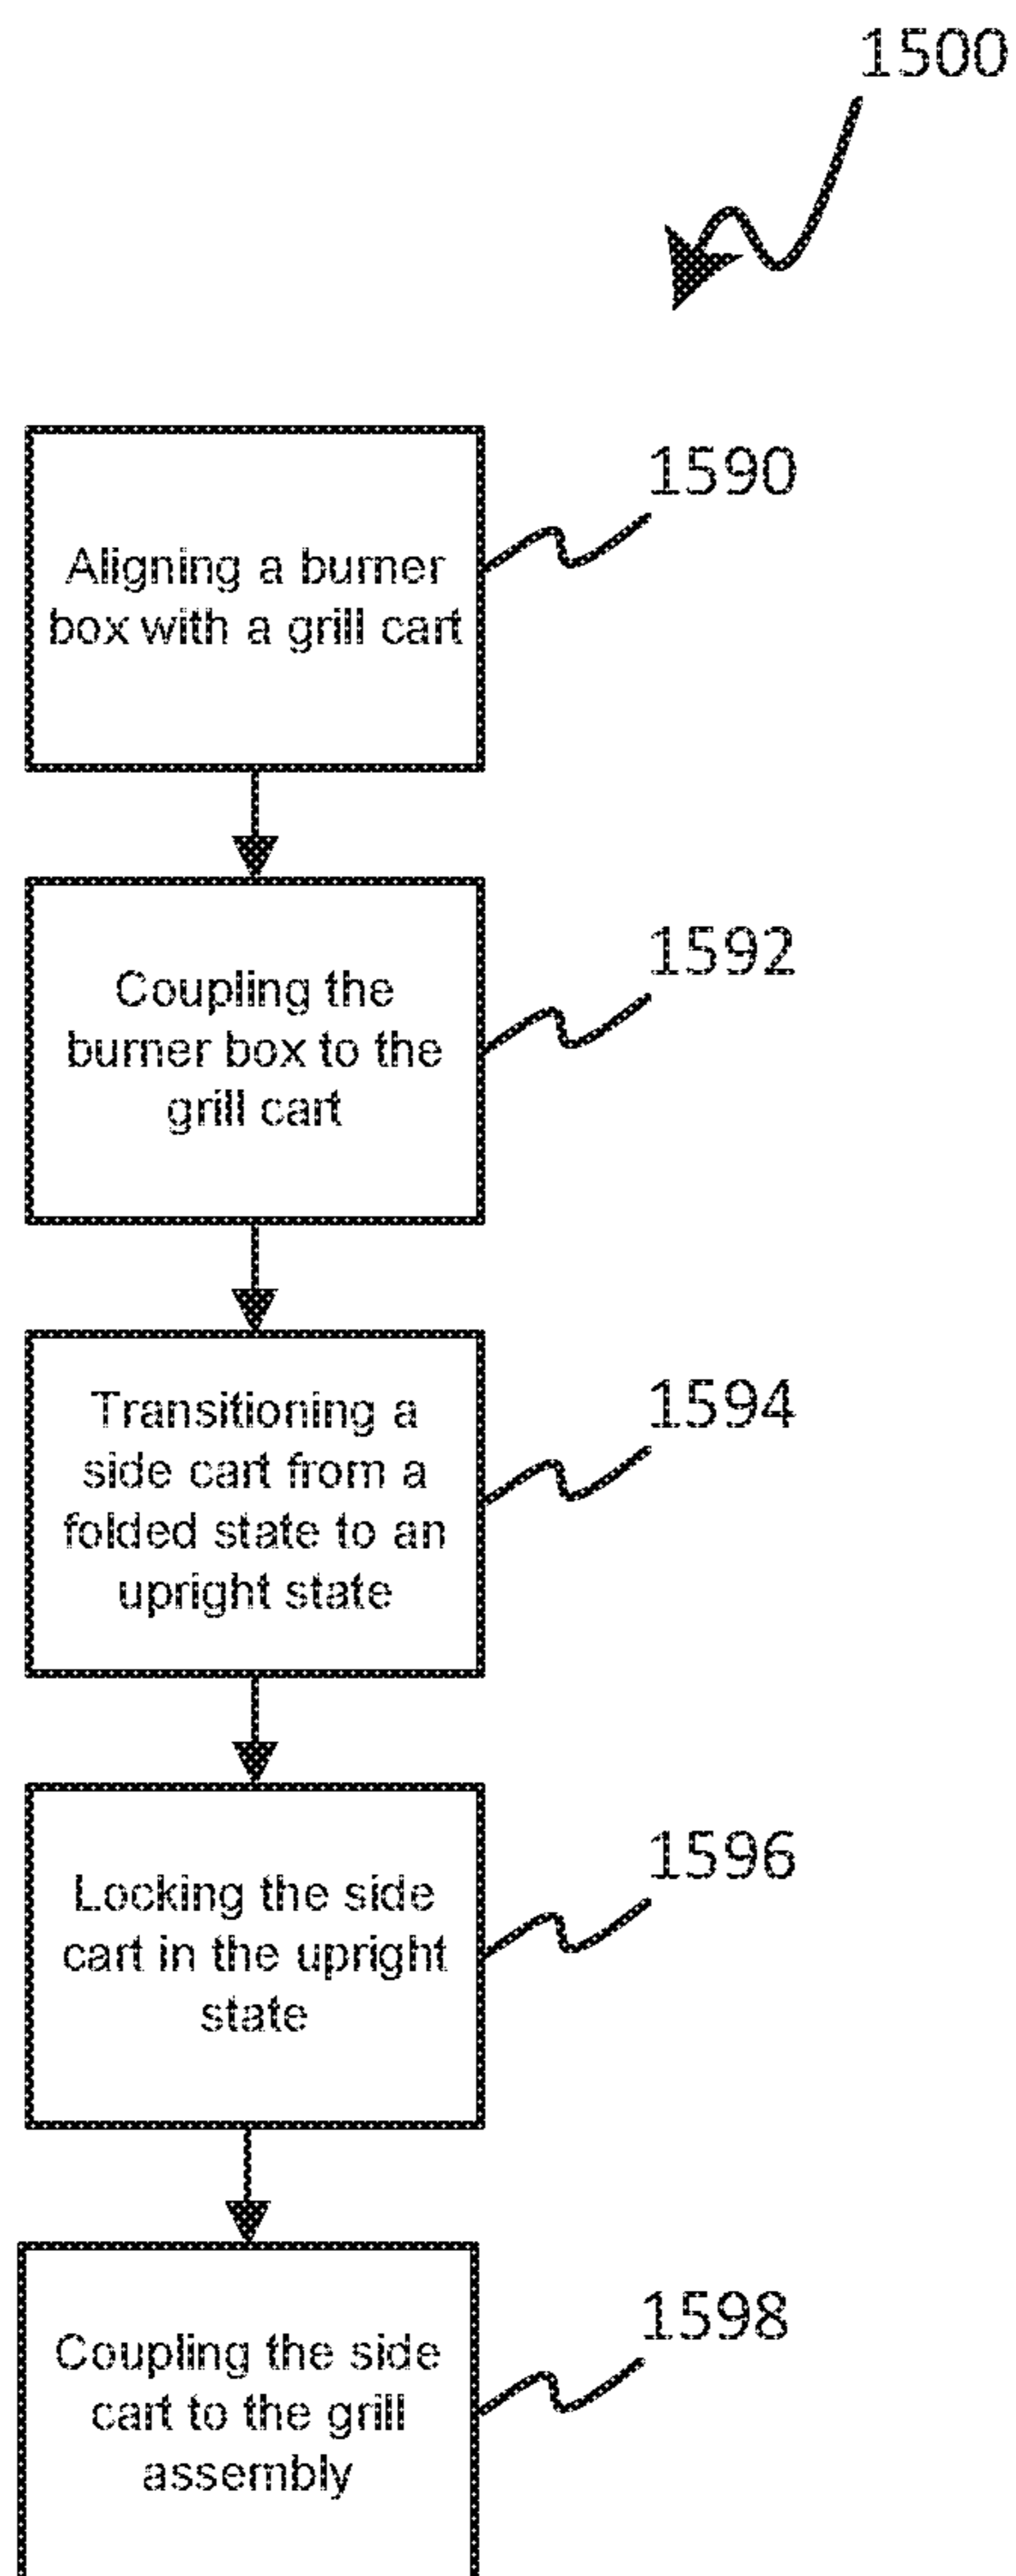 1500
1590
Aligning a burner
box with a grill cart
1592
Coupling the
burner box to the
grill cart
1594
Transitioning a
side cart from a
folded state to an
upright state
1596
Locking the side
cart in the upright
state
1598
Coupling the side
cart to the grill
assembly